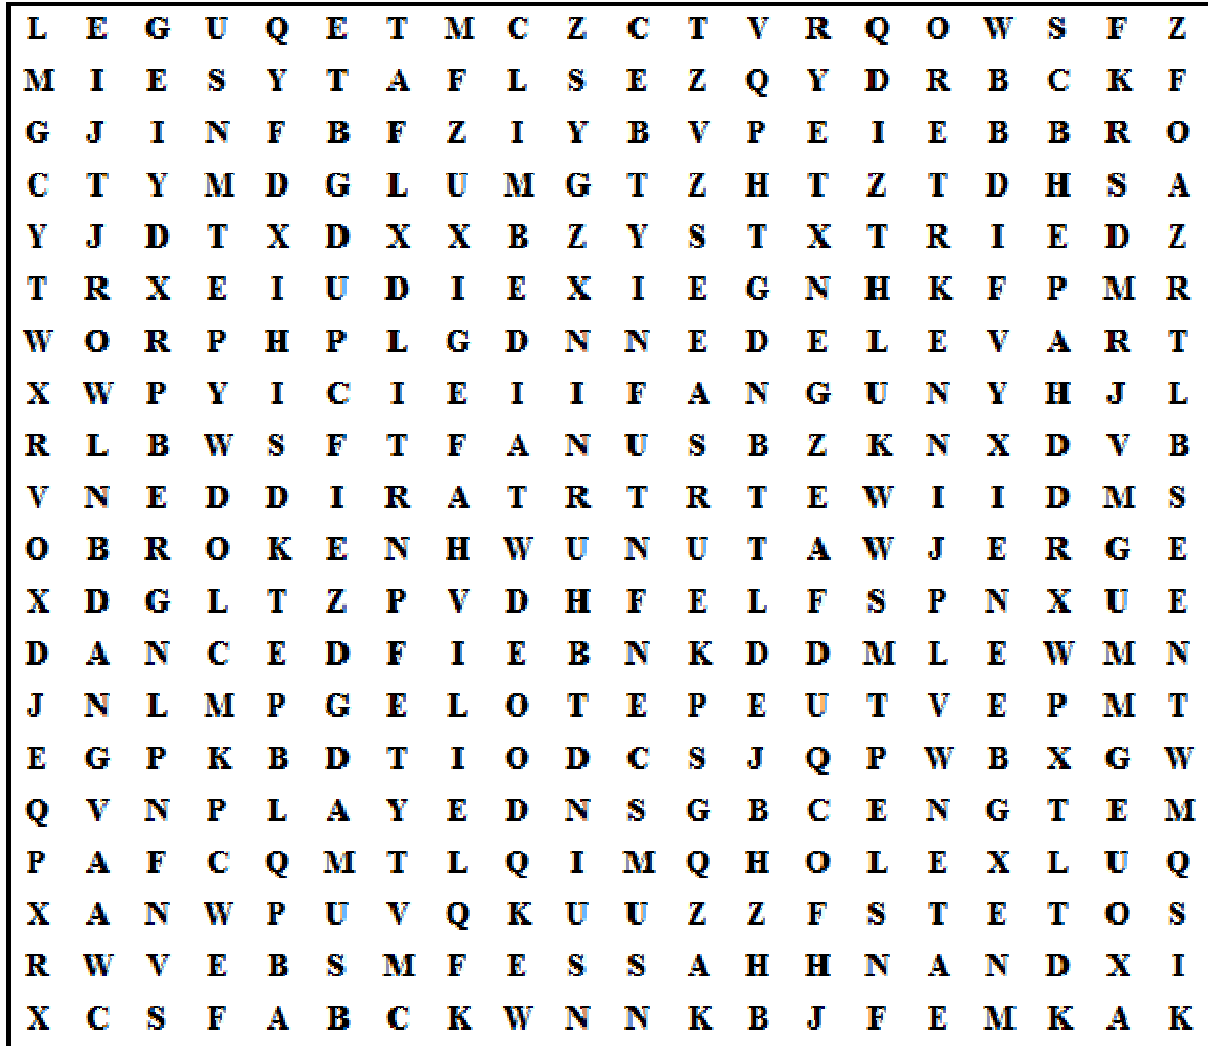 L E G U Q E T M C Z C T V R Q O W S F Z
M I E S Y T A F L S E Z Q Y D R B C K F
G J I N F B F Z I Y B V P E I E B B R O
C T Y M D G L U M G T Z H T Z T D H S A
Y J D T X D X X B Z Y S T X T R I E D Z
T R X E I U D I E X I E G N H K F P M R
W O R P H P L G D N N E D E L E V A R T
X W P Y I C I E I I F A N G U N Y H J L
R L B W S F T F A N U S B Z K N X D V B
V N E D D I R A T R T R T E W I I D M S
O B R O K E N H W U N U T A W J E R G E
X D G L T Z P V D H F E L F S P N X U E
D A N C E D F I E B N K D D M L E W M N
J N L M P G E L O T E P E U T V E P M T
E G P K B D T I O D C S J Q P W B X G W
Q V N P L A Y E D N S G B C E N G T E M
P A F C Q M T L Q I M Q H O L E X L U Q
X A N W P U V Q K U U Z Z F S T E T O S
R W V E B S M F E S S A H H N A N D X I
X C S F A B C K W N N K B J F E M K A K